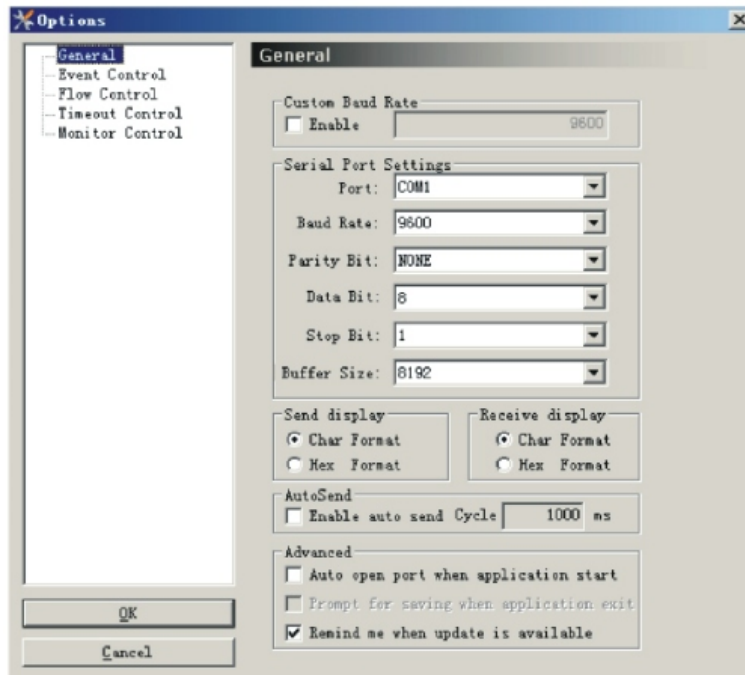 Options
General
Event Control
Flow Control
Timeout Control
Monitor Control
OK
Cancel
General
Custom Baud Rate
Enable 9600
Serial Port Settings
Port: COM1
Baud Rate: 9600
Parity Bit: NONE
Data Bit: 8
Stop Bit: 1
Buffer Size: 8192
Send display
Char Format
Hex Format
Receive display
Char Format
Hex Format
AutoSend
Enable auto send Cycle 1000 ms
Advanced
Auto open port when application start
Prompt for saving when application exit
Remind me when update is available